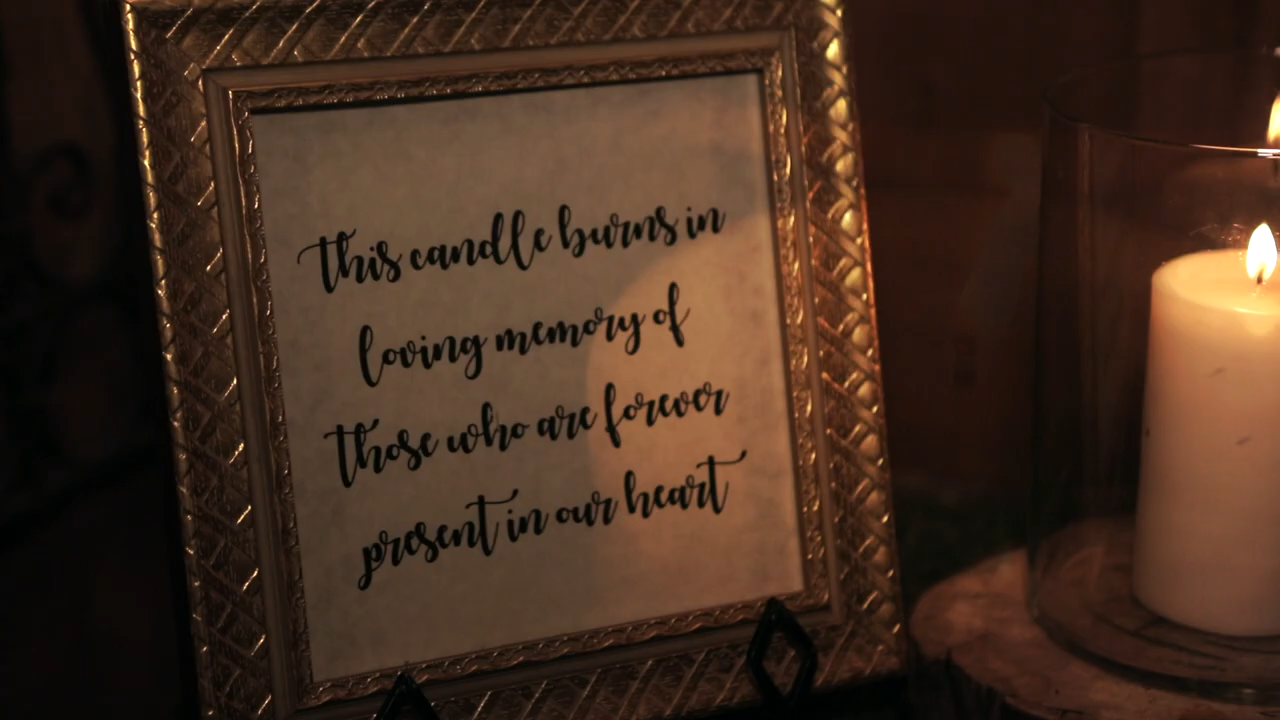 This candle burns in
loving memory of
those who are forever
present in our heart